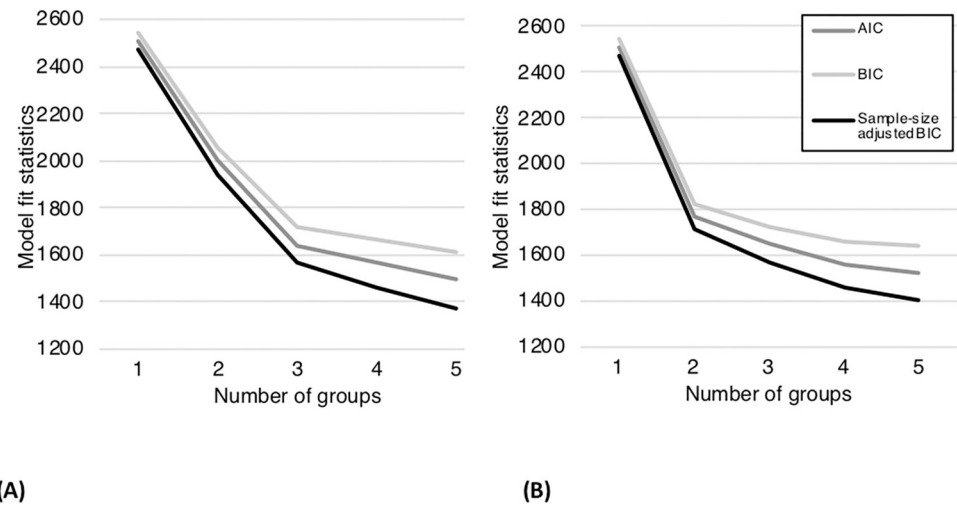 2600
2400
2200
2000
1800
1600
1400
1200
Model fit statistics
1 2 3 4 5
Number of groups
(A)
2600
2400
2200
2000
1800
1600
1400
1200
Model fit statistics
1 2 3 4 5
Number of groups
AIC
BIC
Sample-size
adjusted BIC
(B)